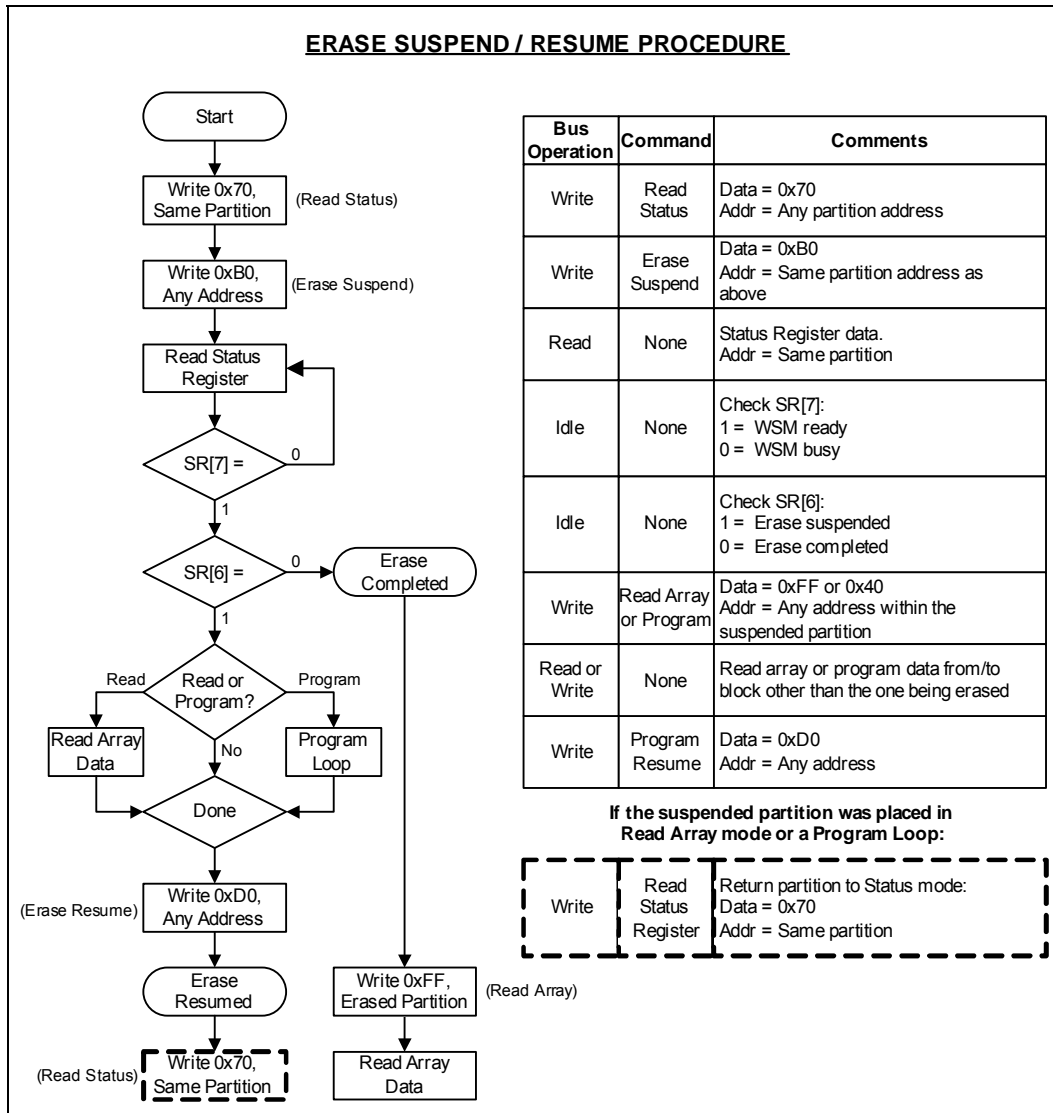 ERASE SUSPEND / RESUME PROCEDURE
Start
Write 0x70,
Same Partition
(Read Status)
Write 0xB0,
Any Address
(Erase Suspend)
Read Status
Register
SR[7] =
0
1
SR[6] =
0
Erase
Completed
1
Read
Read or
Program?
Program
Read Array
Data
No
Program
Loop
Done
(Erase Resume)
Write 0xD0,
Any Address
Erase
Resumed
Write 0xFF,
Erased Partition
(Read Array)
(Read Status)
Write 0x70,
Same Partition
Read Array
Data
Bus
Operation
Command
Comments
Write
Read
Status
Data = 0x70
Addr = Any partition address
Write
Erase
Suspend
Data = 0xB0
Addr = Same partition address as
above
Read
None
Status Register data.
Addr = Same partition
Idle
None
Check SR[7]:
1 = WSM ready
0 = WSM busy
Idle
None
Check SR[6]:
1 = Erase suspended
0 = Erase completed
Write
Read Array
or Program
Data = 0xFF or 0x40
Addr = Any address within the
suspended partition
Read or
Write
None
Read array or program data from/to
block other than the one being erased
Write
Program
Resume
Data = 0xD0
Addr = Any address
If the suspended partition was placed in
Read Array mode or a Program Loop:
Write
Read
Status
Register
Return partition to Status mode:
Data = 0x70
Addr = Same partition